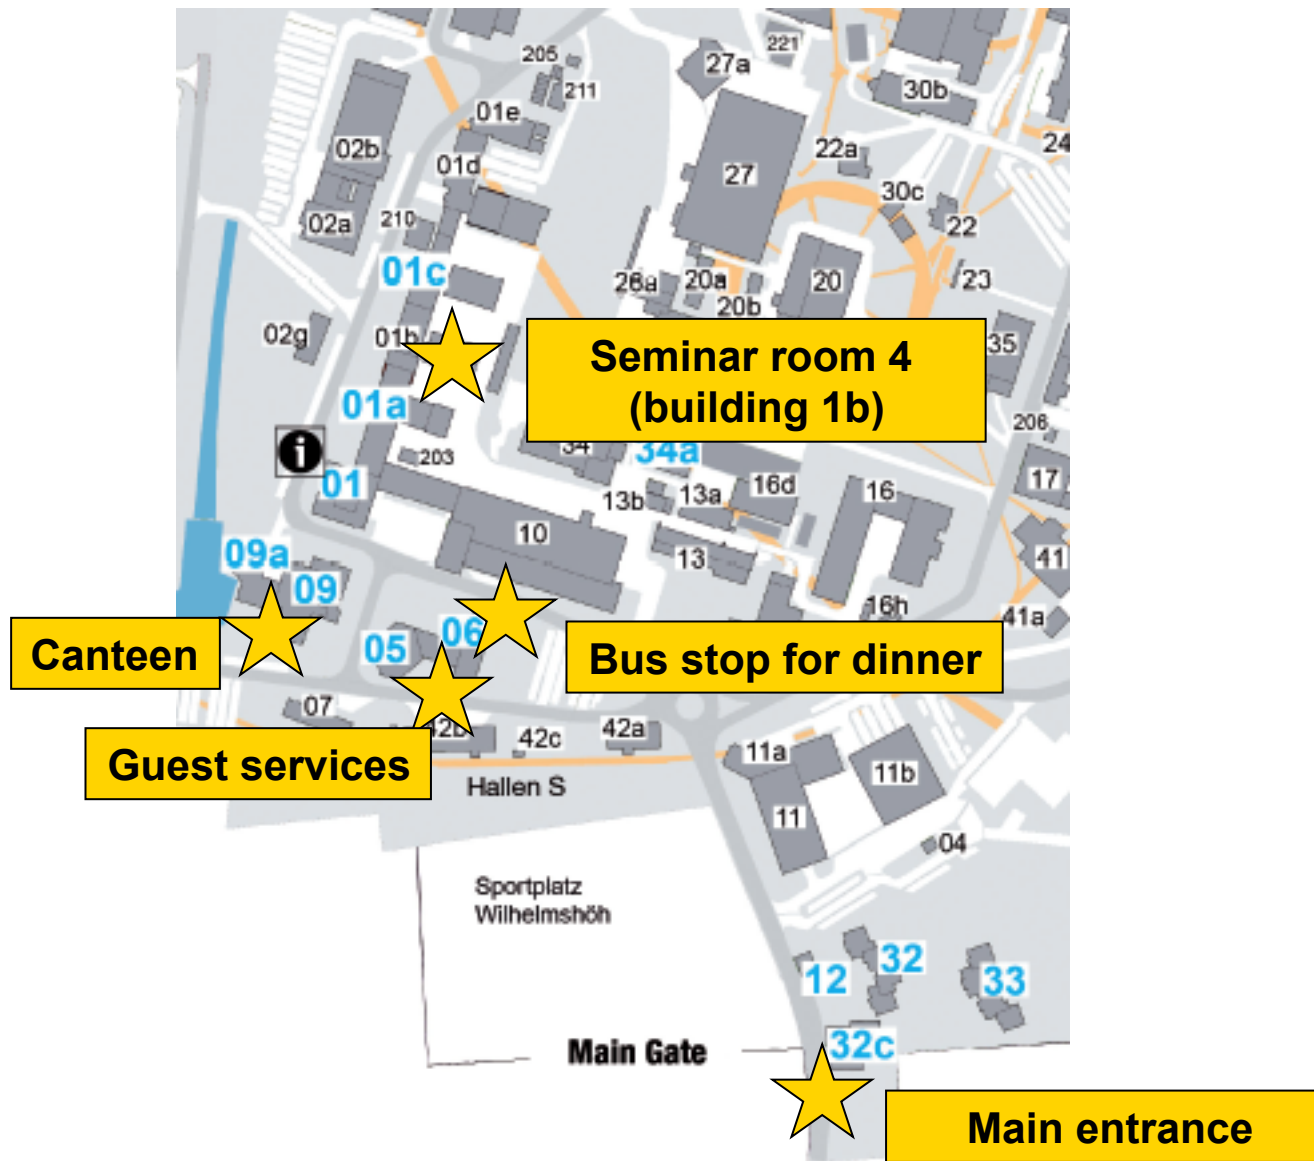 205
221
27a
211
30b
01e
02b
22a
24
01d
27
30c
02a
210
22
01c
26a
20a
20
23
20b
02g
01b
Seminar room 4
(building 1b)
35
01a
206
i
203
34
34a
01
13b
13a
16d
16
17
10
09a
09
13
41
16h
41a
Canteen
05
06
Bus stop for dinner
07
42b
42c
42a
Guest services
11a
11b
Hallen S
11
04
Sportplatz
Wilhelmshöh
12
32
33
Main Gate
32c
Main entrance